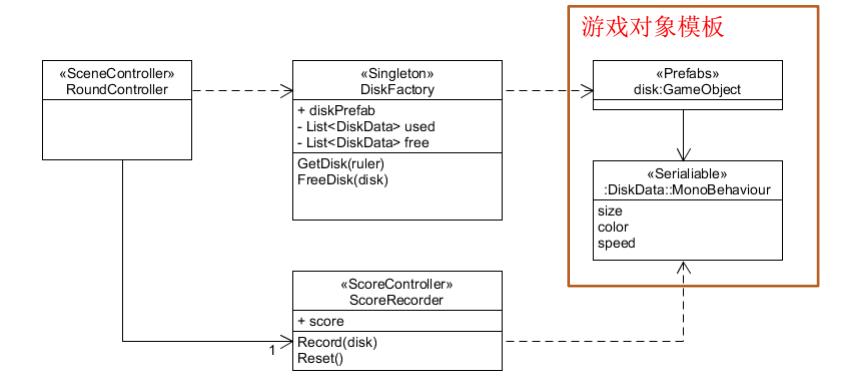 游戏对象模板
«SceneController»
RoundController
«Singleton»
DiskFactory
+ diskPrefab
- List<DiskData> used
- List<DiskData> free
GetDisk(ruler)
FreeDisk(disk)
«Prefabs»
disk:GameObject
«Serialiable»
:DiskData::MonoBehaviour
size
color
speed
«ScoreController»
ScoreRecorder
+ score
Record(disk)
Reset()
1